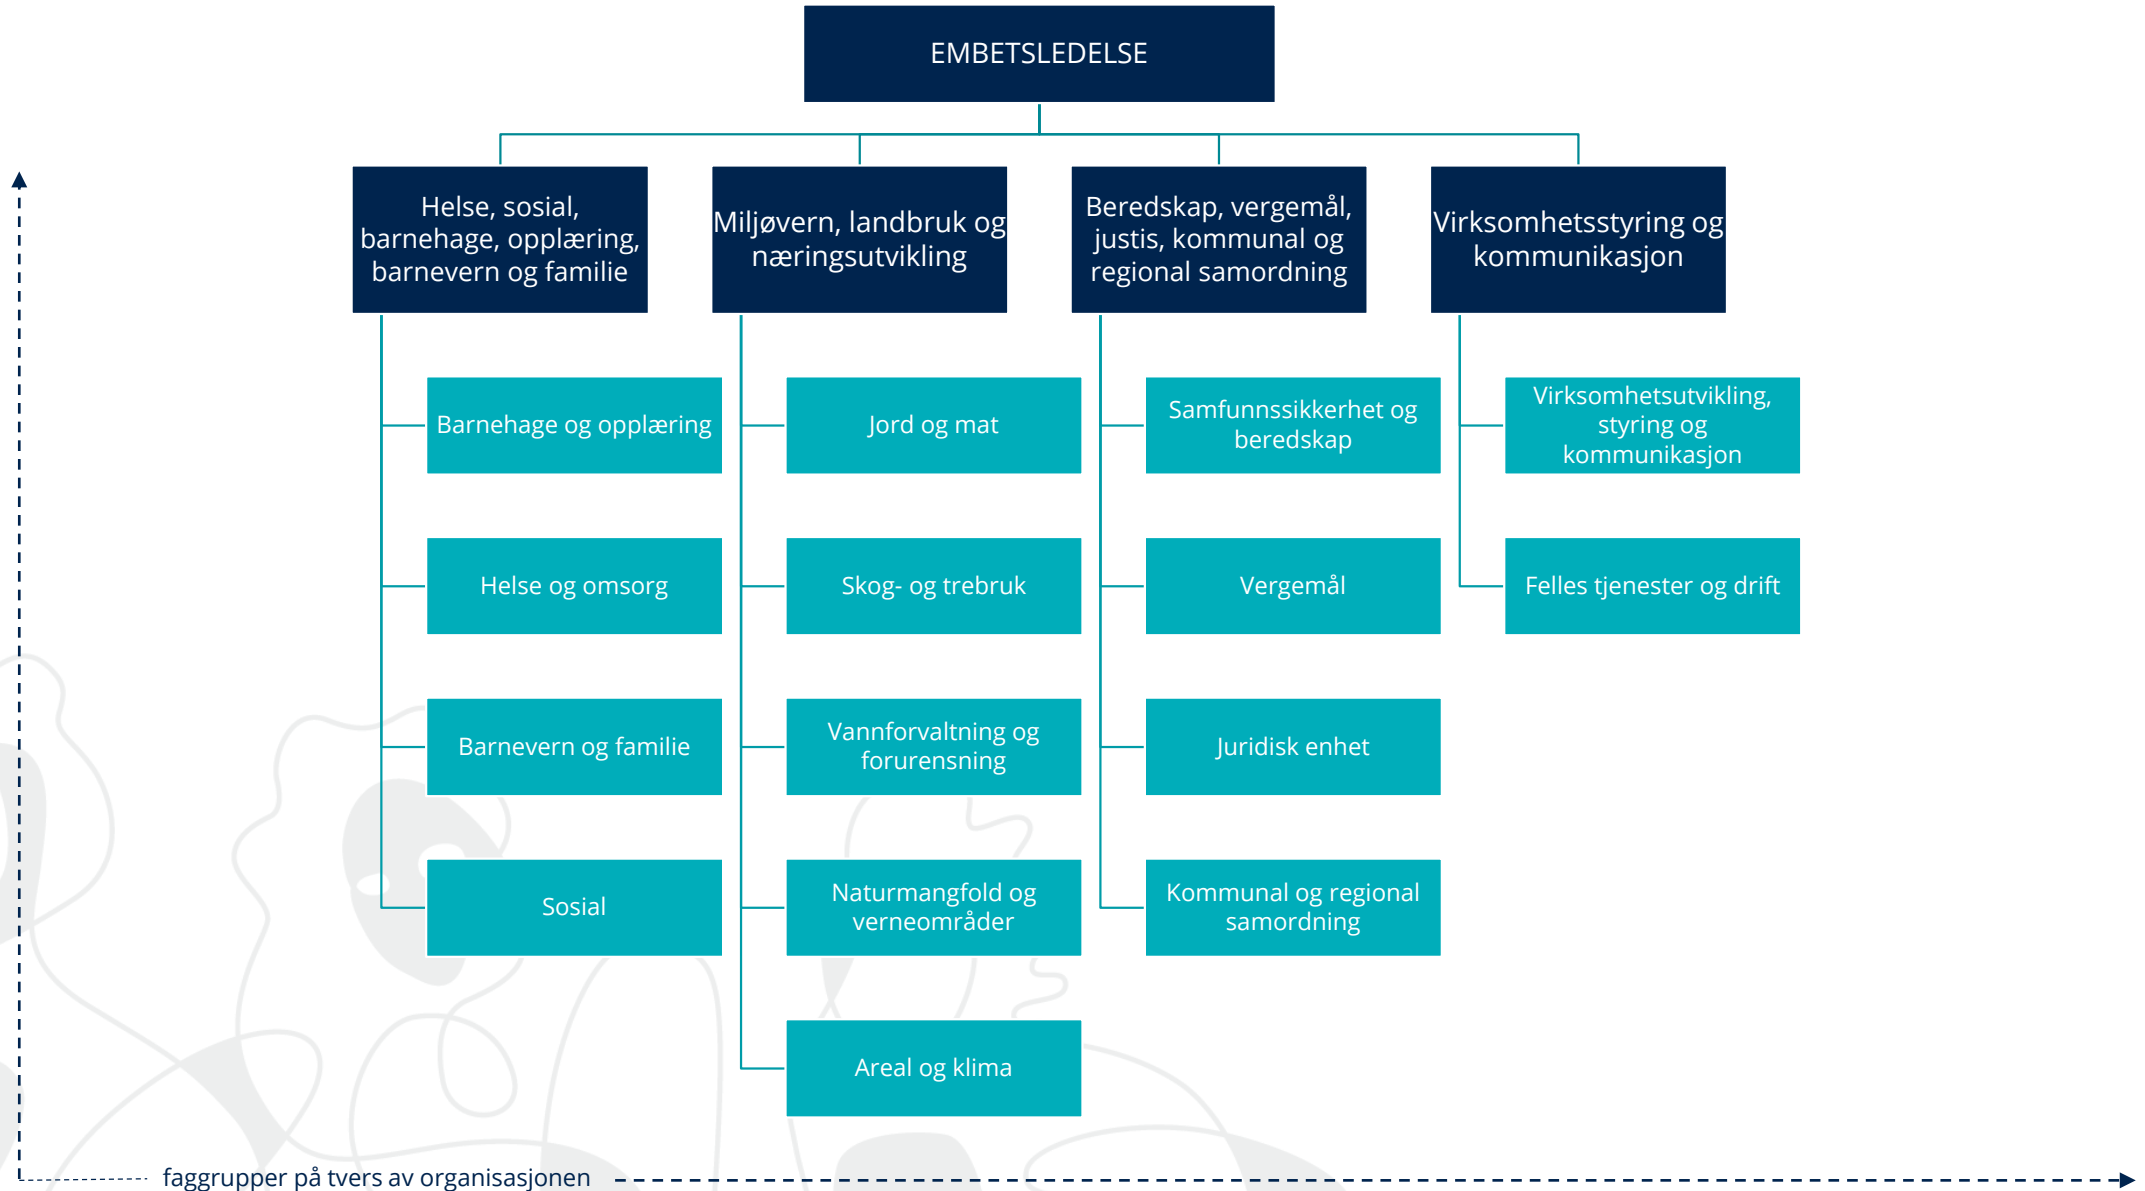 EMBETSLEDELSE
Helse, sosial,
barnehage, opplæring,
barnevern og familie
Miljøvern, landbruk og
næringsutvikling
Beredskap, vergemål,
justis, kommunal og
regional samordning
Virksomhetsstyring og
kommunikasjon
Barnehage og opplæring
Helse og omsorg
Barnevern og familie
Sosial
Jord og mat
Skog- og trebruk
Vannforvaltning og
forurensning
Naturmangfold og
verneområder
Areal og klima
Samfunnssikkerhet og
beredskap
Vergemål
Juridisk enhet
Kommunal og regional
samordning
Virksomhetsutvikling,
styring og
kommunikasjon
Felles tjenester og drift
faggrupper på tvers av organisasjonen